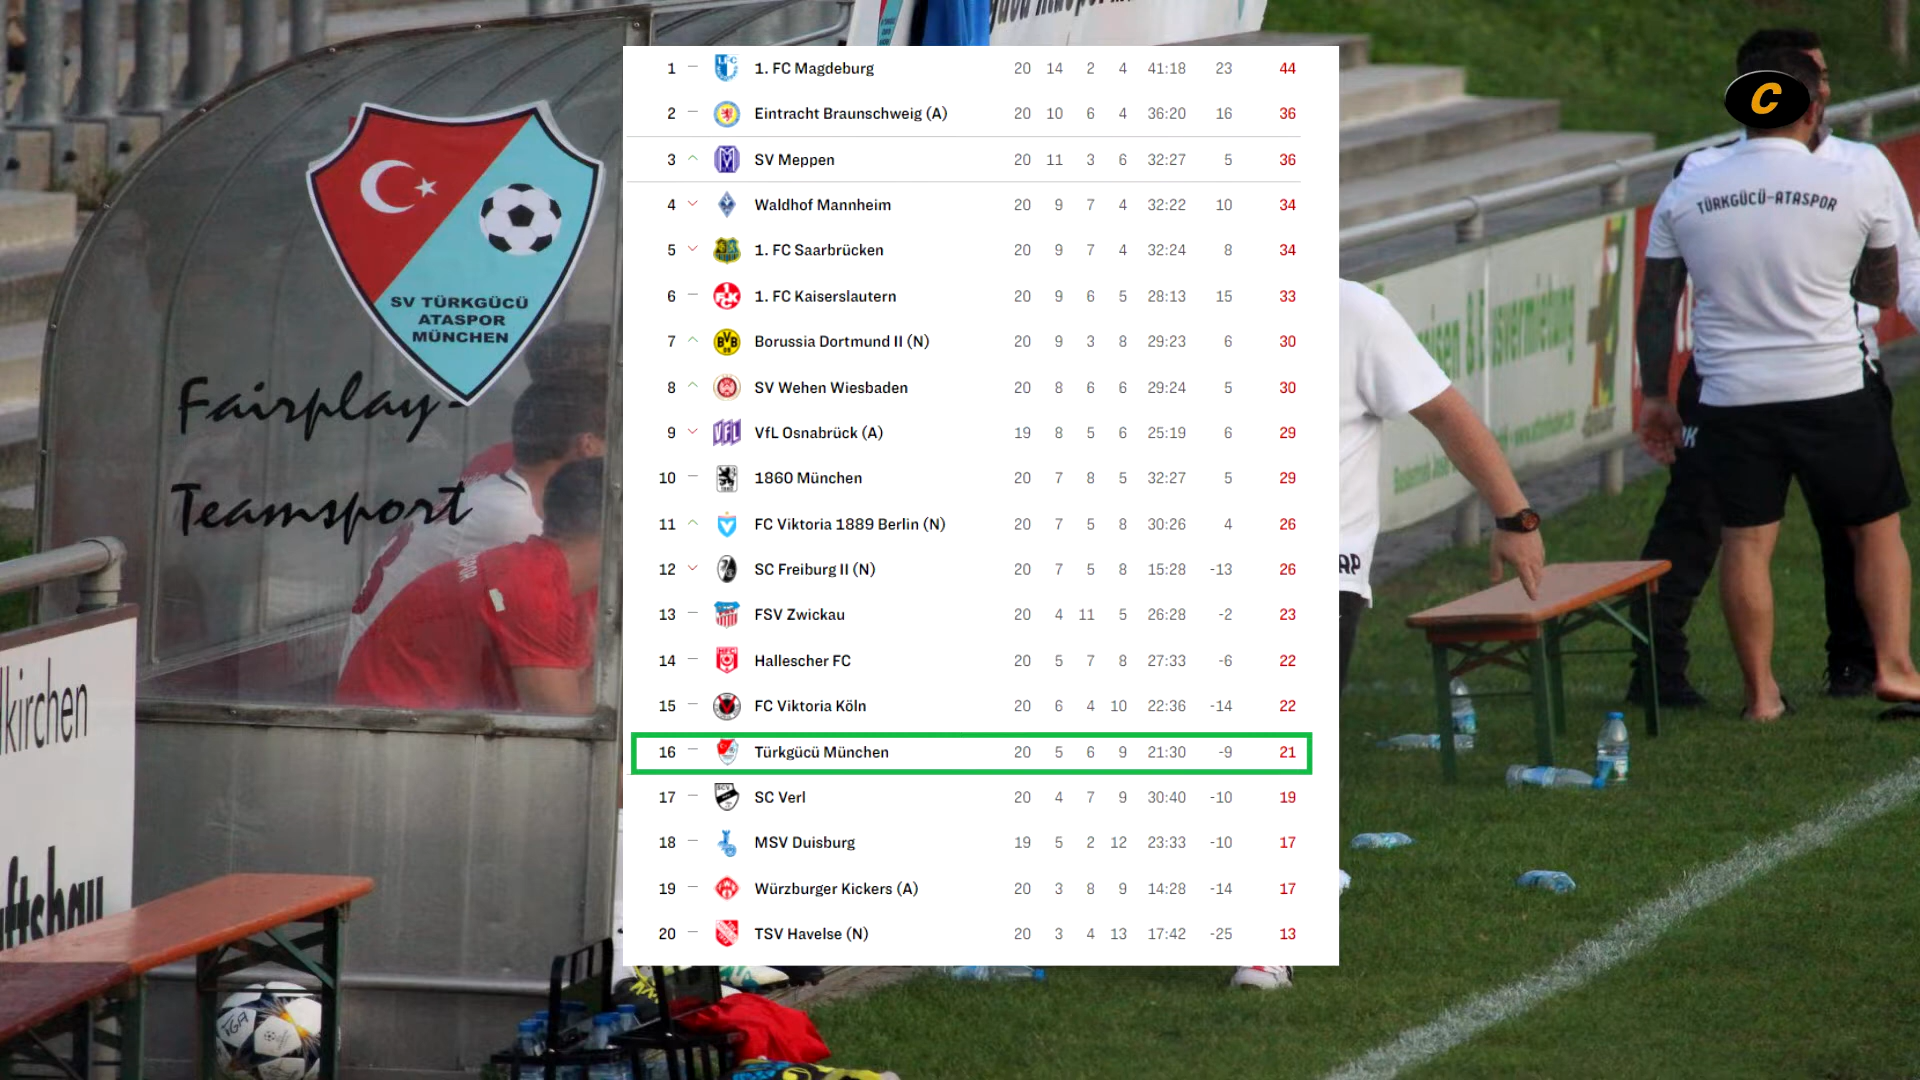 1 1. FC Magdeburg 20 14 2 4 41:18 23 44
2 Eintracht Braunschweig (A) 20 10 6 4 36:20 16 36
3 SV Meppen 20 11 3 6 32:27 5 36
4 Waldhof Mannheim 20 9 7 4 32:22 10 34
5 1. FC Saarbrücken 20 9 7 4 32:24 8 34
6 1. FC Kaiserslautern 20 9 6 5 28:13 15 33
7 Borussia Dortmund II (N) 20 9 3 8 29:23 6 30
8 SV Wehen Wiesbaden 20 8 6 6 29:24 5 30
9 VfL Osnabrück (A) 19 8 5 6 25:19 6 29
10 1860 München 20 7 8 5 32:27 5 29
11 FC Viktoria 1889 Berlin (N) 20 7 5 8 30:26 4 26
12 SC Freiburg II (N) 20 7 5 8 15:28 -13 26
13 FSV Zwickau 20 4 11 5 26:28 -2 23
14 Hallescher FC 20 5 7 8 27:33 -6 22
15 FC Viktoria Köln 20 6 4 10 22:36 -14 22
16 Türkgücü München 20 5 6 9 21:30 -9 21
17 SC Verl 20 4 7 9 30:40 -10 19
18 MSV Duisburg 19 5 2 12 23:33 -10 17
19 Würzburger Kickers (A) 20 3 8 9 14:28 -14 17
20 TSV Havelse (N) 20 3 4 13 17:42 -25 13
SV TÜRKGÜCÜ
ATASPOR
MÜNCHEN
Fairplay-
Teamsport
TÜRKGÜCÜ-ATASPOR
C
BVB
VFL
lkirchen